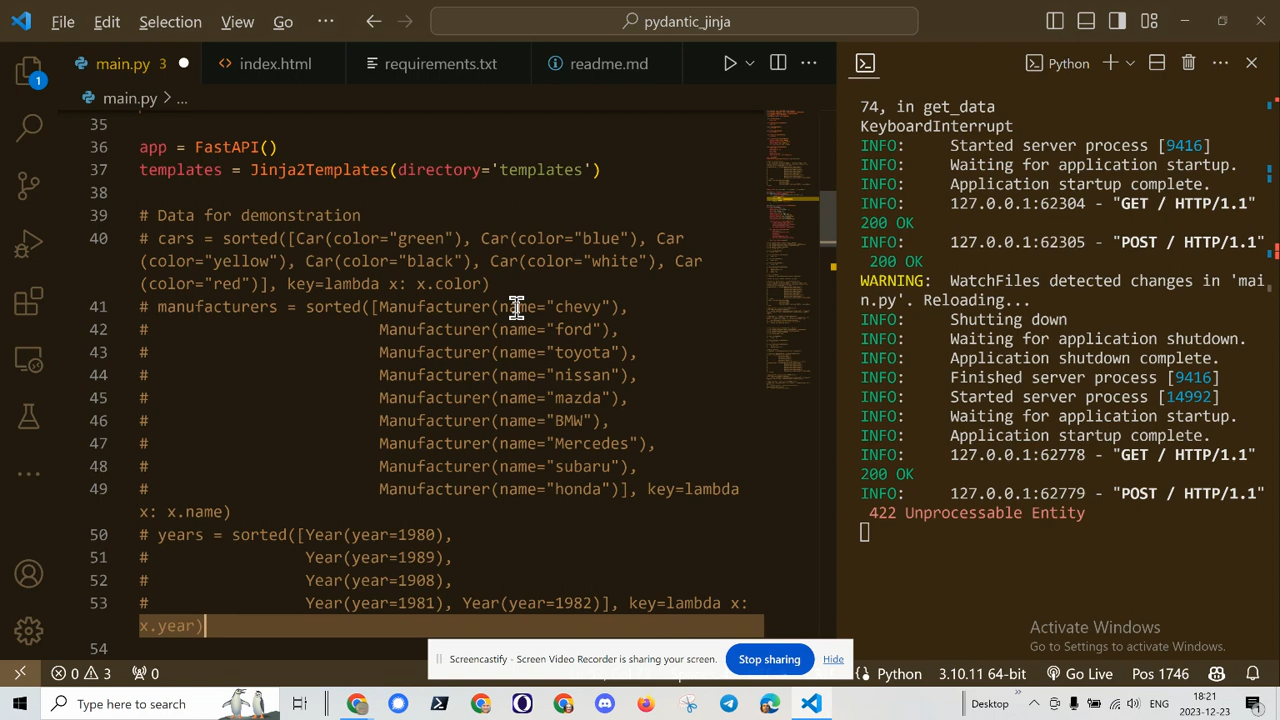 File Edit Selection View Go ... pydantic_jinja
main.py 3 index.html requirements.txt readme.md Python
main.py > ...
35
36 app = FastAPI()
37 templates = Jinja2Templates(directory='templates')
38
39 # Data for demonstration
40 # cars = sorted([Car(color="green"), Car(color="blue"), Car
(color="yellow"), Car(color="black"), Car(color="white"), Car
(color="red")], key=lambda x: x.color)
41 # manufacturers = sorted([Manufacturer(name="chevy"),
42 # Manufacturer(name="ford"),
43 # Manufacturer(name="toyota"),
44 # Manufacturer(name="nissan"),
45 # Manufacturer(name="mazda"),
46 # Manufacturer(name="BMW"),
47 # Manufacturer(name="Mercedes"),
48 # Manufacturer(name="subaru"),
49 # Manufacturer(name="honda")], key=lambda
x: x.name)
50 # years = sorted([Year(year=1980),
51 # Year(year=1989),
52 # Year(year=1908),
53 # Year(year=1981), Year(year=1982)], key=lambda x:
x.year)
54
74, in get_data
KeyboardInterrupt
INFO: Started server process [9416]
INFO: Waiting for application startup.
INFO: Application startup complete.
INFO: 127.0.0.1:62304 - "GET / HTTP/1.1"
200 OK
INFO: 127.0.0.1:62305 - "POST / HTTP/1.1"
200 OK
WARNING: WatchFiles detected changes in 'mai
n.py'. Reloading...
INFO: Shutting down
INFO: Waiting for application shutdown.
INFO: Application shutdown complete.
INFO: Finished server process [9416]
INFO: Started server process [14992]
INFO: Waiting for application startup.
INFO: Application startup complete.
INFO: 127.0.0.1:62778 - "GET / HTTP/1.1"
200 OK
INFO: 127.0.0.1:62779 - "POST / HTTP/1.1"
422 Unprocessable Entity
Activate Windows
Go to Settings to activate Windows.
Screencastify - Screen Video Recorder is sharing your screen. Stop sharing Hide
0 3 0 Python 3.10.11 64-bit Go Live Pos 1746
Type here to search Desktop ENG 18:21
2023-12-23